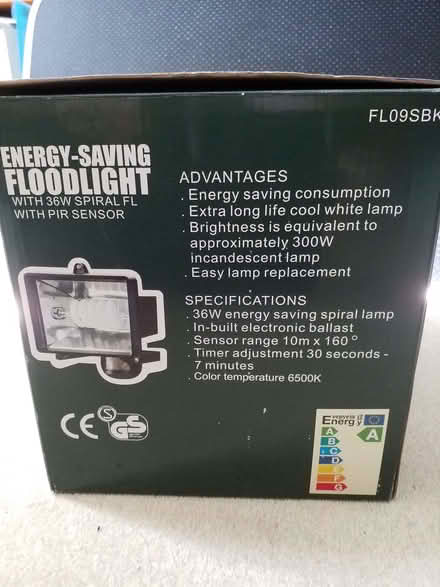 FL09SBK
ENERGY-SAVING
FLOODLIGHT
WITH 36W SPIRAL FL
WITH PIR SENSOR
ADVANTAGES
. Energy saving consumption
. Extra long life cool white lamp
. Brightness is equivalent to
approximately 300W
incandescent lamp
. Easy lamp replacement
SPECIFICATIONS
. 36W energy saving spiral lamp
. In-built electronic ballast
. Sensor range 10m x 160°
. Timer adjustment 30 seconds -
7 minutes
. Color temperature 6500K
CE
S
GS
Energy
A
A
B
C
D
E
F
G